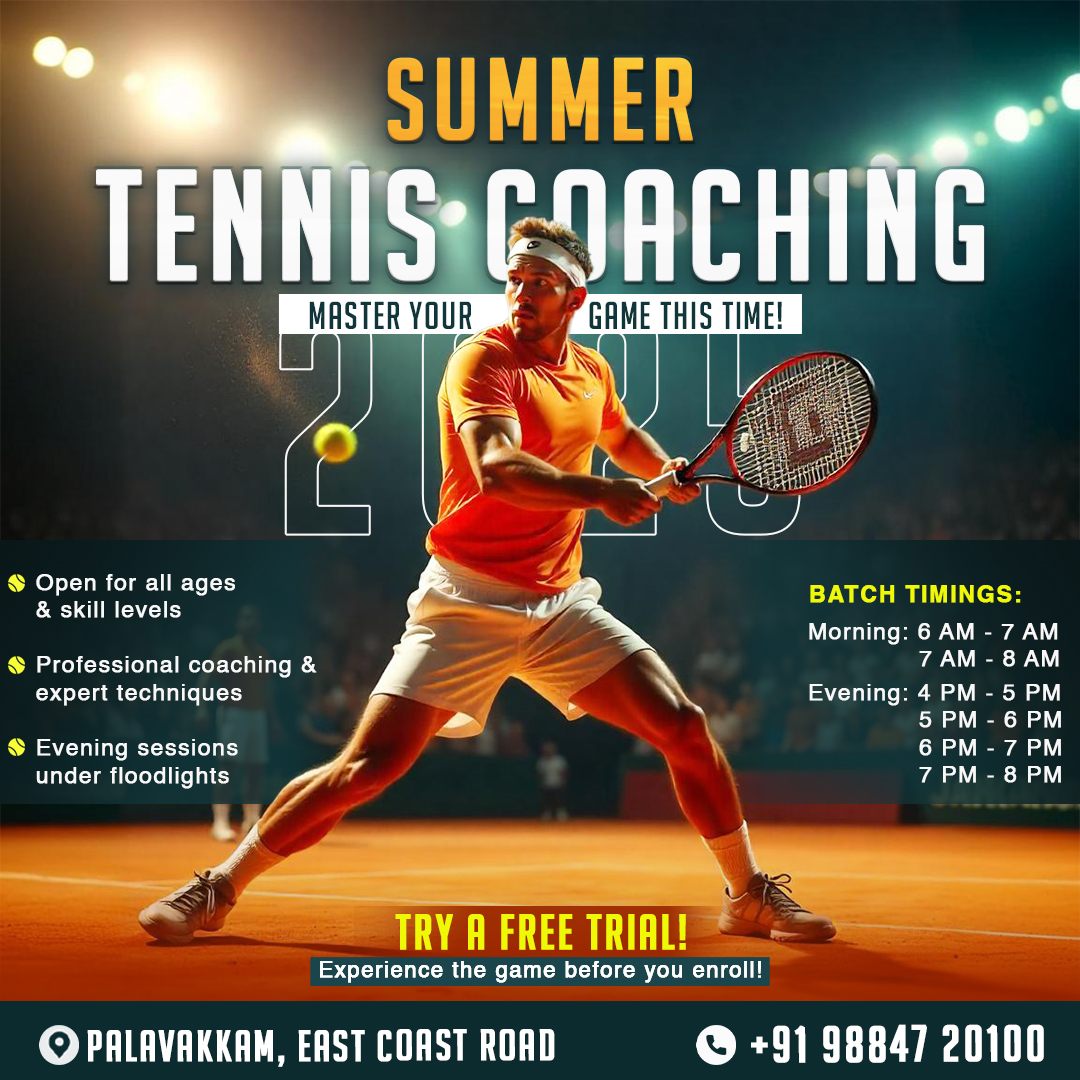 SUMMER
TENNIS COACHING
MASTER YOUR GAME THIS TIME!
2025
Open for all ages
& skill levels
Professional coaching &
expert techniques
Evening sessions
under floodlights
BATCH TIMINGS:
Morning: 6 AM - 7 AM
7 AM - 8 AM
Evening: 4 PM - 5 PM
5 PM - 6 PM
6 PM - 7 PM
7 PM - 8 PM
TRY A FREE TRIAL!
Experience the game before you enroll!
PALAVAKKAM, EAST COAST ROAD
+91 98847 20100